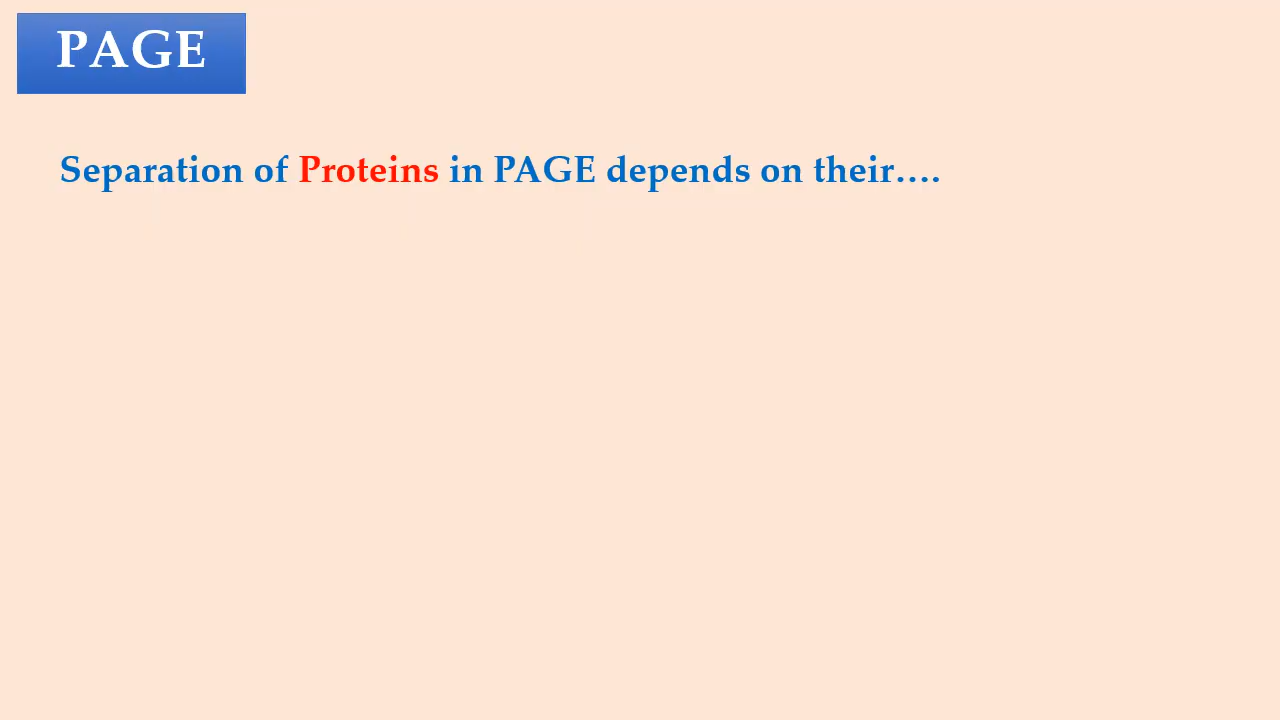 PAGE
Separation of Proteins in PAGE depends on their....